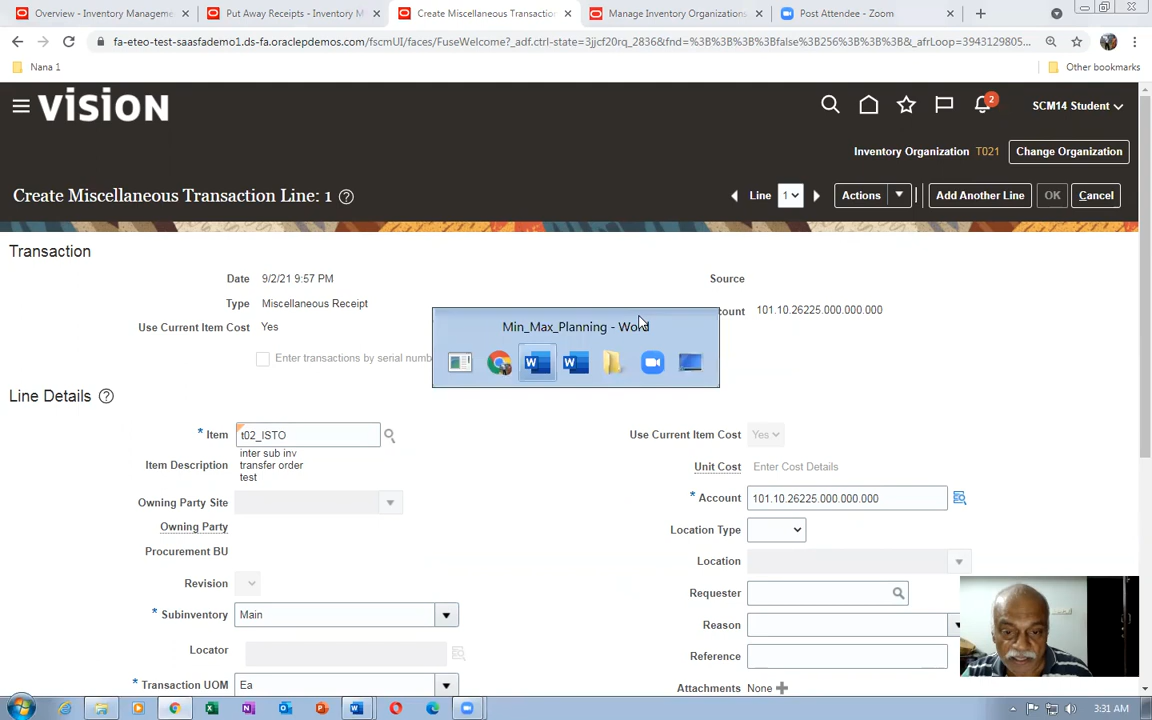 Overview - Inventory Manageme
Put Away Receipts - Inventory M
Create Miscellaneous Transactio
Manage Inventory Organizations
Post Attendee - Zoom
fa-eteo-test-saasfademo1.ds-fa.oraclepdemos.com/fscmUI/faces/FuseWelcome?_adf.ctrl-state=3jjcf20rq_2836&fnd=%3B%3B%3B%3Bfalse%3B256%3B%3B%3B&_afrLoop=3943129805...
Nana 1
Other bookmarks
VISION
2
SCM14 Student
Inventory Organization T021
Change Organization
Create Miscellaneous Transaction Line: 1
Line 1
Actions
Add Another Line
OK
Cancel
Transaction
Date 9/2/21 9:57 PM
Source
Type Miscellaneous Receipt
ount 101.10.26225.000.000.000
Use Current Item Cost Yes
Min_Max_Planning - Word
Enter transactions by serial numb
Line Details
* Item t02_ISTO
Use Current Item Cost Yes
Item Description inter sub inv
transfer order
test
Unit Cost Enter Cost Details
Owning Party Site
* Account 101.10.26225.000.000.000
Owning Party
Location Type
Procurement BU
Location
Revision
Requester
* Subinventory Main
Reason
Locator
Reference
* Transaction UOM Ea
Attachments None
3:31 AM